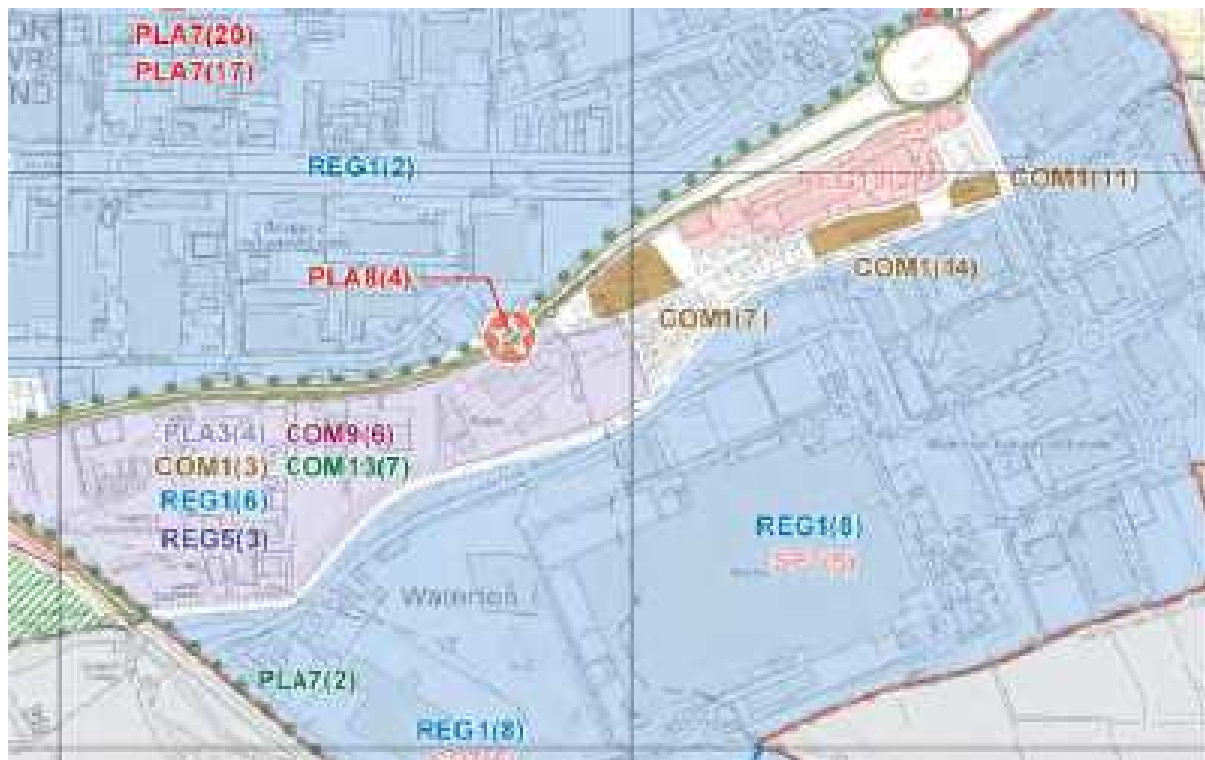 PLA7(20)
PLA7(17)
REG1(2)
COM1(11)
PLA8(4)
COM1(14)
COM1(7)
PLA3(4) COM9(6)
COM1(3) COM13(7)
REG1(6)
REG5(3)
REG1(8)
Waterton
PLA7(2)
REG1(8)